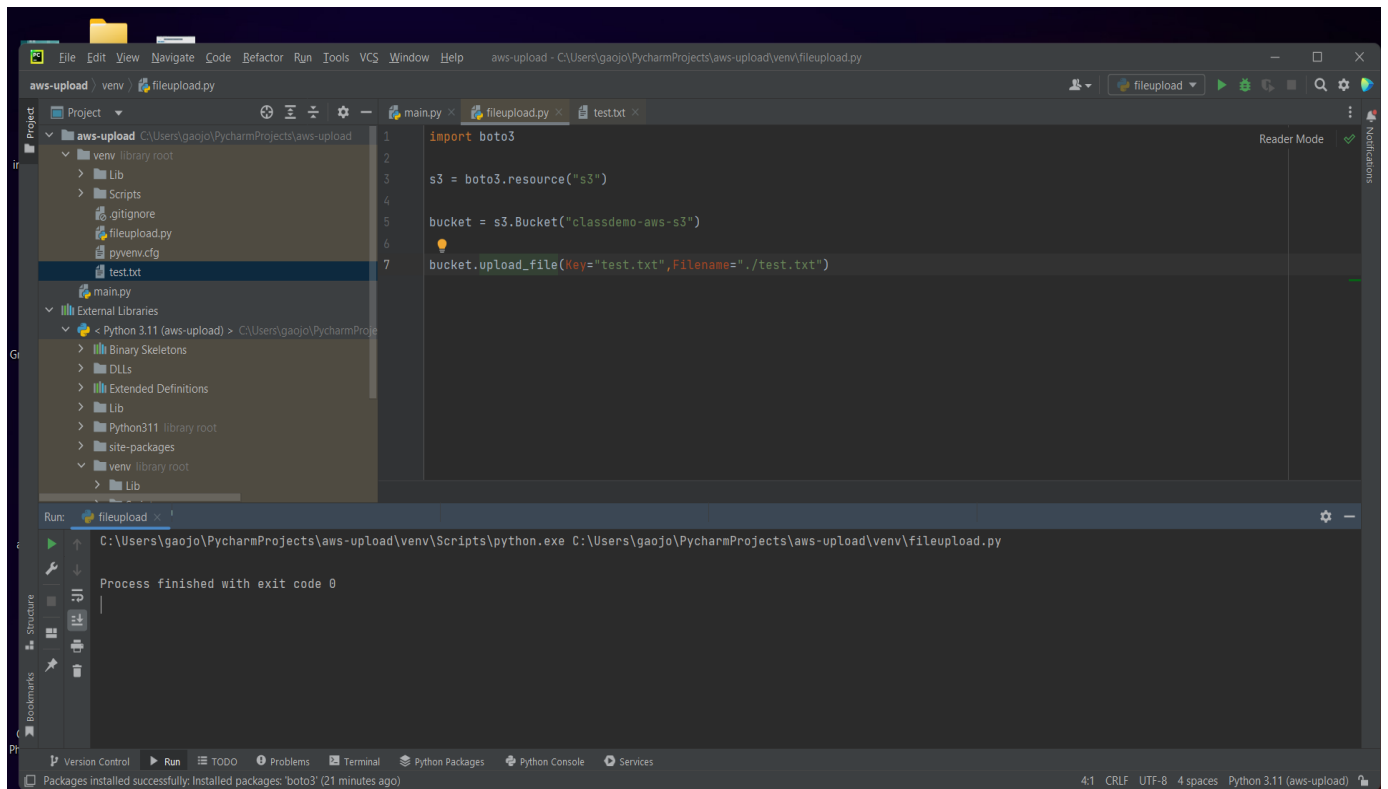 File Edit View Navigate Code Refactor Run Tools VCS Window Help aws-upload - C:\Users\gaojo\PycharmProjects\aws-upload\venv\fileupload.py
aws-upload venv fileupload.py
fileupload
Project
Project
main.py
fileupload.py
test.txt
Notifications
aws-upload C:\Users\gaojo\PycharmProjects\aws-upload
venv library root
Lib
Scripts
.gitignore
fileupload.py
pyvenv.cfg
test.txt
main.py
External Libraries
< Python 3.11 (aws-upload) > C:\Users\gaojo\PycharmProje
Binary Skeletons
DLLs
Extended Definitions
Lib
Python311 library root
site-packages
venv library root
Lib
Reader Mode
1 import boto3
2
3 s3 = boto3.resource("s3")
4
5 bucket = s3.Bucket("classdemo-aws-s3")
6
7 bucket.upload_file(Key="test.txt",Filename="./test.txt")
Run: fileupload
C:\Users\gaojo\PycharmProjects\aws-upload\venv\Scripts\python.exe C:\Users\gaojo\PycharmProjects\aws-upload\venv\fileupload.py
Process finished with exit code 0
Structure
Bookmarks
Version Control Run TODO Problems Terminal Python Packages Python Console Services
Packages installed successfully: Installed packages: 'boto3' (21 minutes ago)
4:1 CRLF UTF-8 4 spaces Python 3.11 (aws-upload)